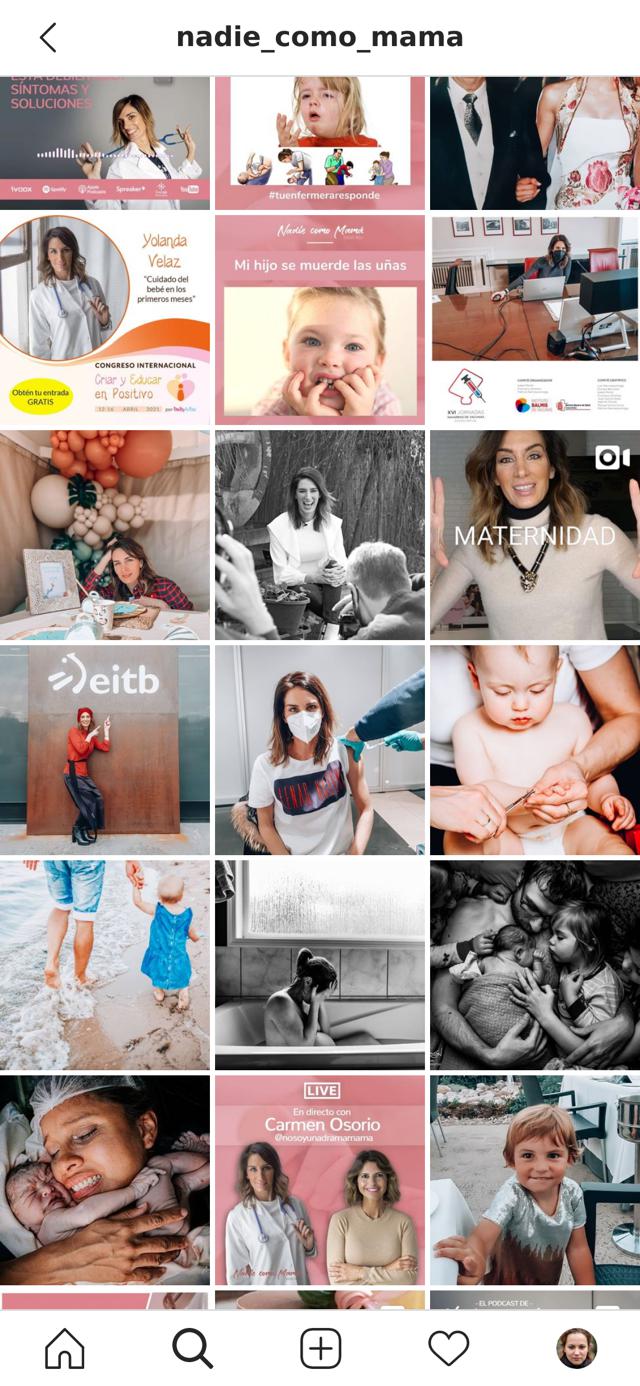 nadie_como_mama
SÍNTOMAS Y
SOLUCIONES
ivoox
Spotify
Apple
Podcasts
Spreaker
YouTube
#tuenfermeraresponde
Yolanda
Velaz
"Cuidado del
bebé en los
primeros meses"
CONGRESO INTERNACIONAL
Criar y Educar
en Positivo
Obtén tu entrada
GRATIS
12·16 ABRIL 2021
Nadie como Mamá
Mi hijo se muerde las uñas
XVI JORNADAS
MATERNIDAD
eitb
LIVE
En directo con
Carmen Osorio
@nosoyunadramamama
Nadie como Mamá
- EL PODCAST DE -